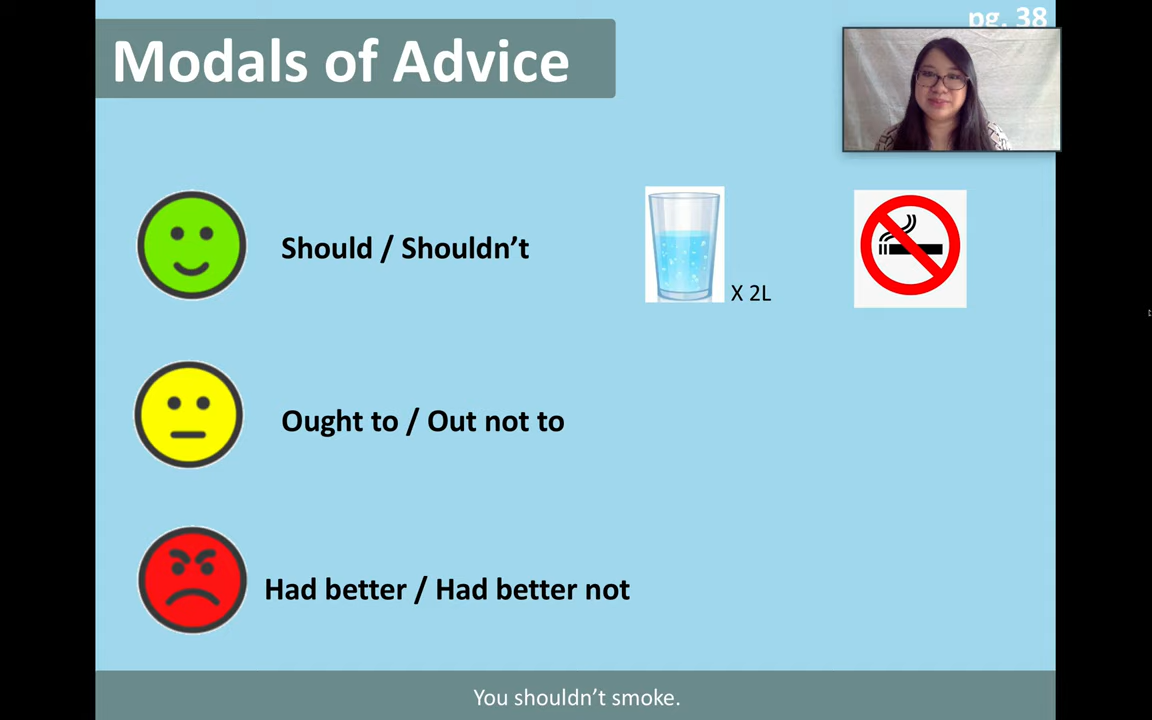 pg. 38
Modals of Advice
Should / Shouldn’t
X 2L
Ought to / Out not to
Had better / Had better not
You shouldn’t smoke.